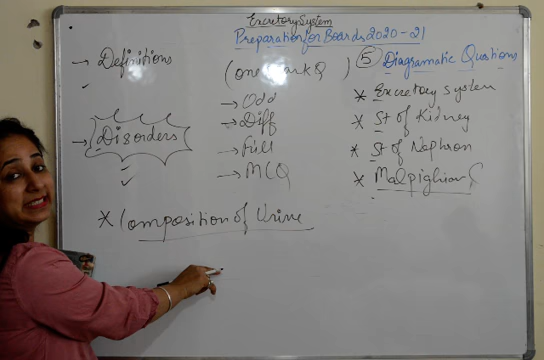 Excretory System
Preparation for Boards 2020-21
→ Definitions
(one Mark Q )
→ Odd
→ Diff
→ Fill
→ MCQ
→ Disorders
* Composition of Urine
5 Diagramatic Questions
* Excretory system
* St of Kidney
* St of Nephron
* Malpighian